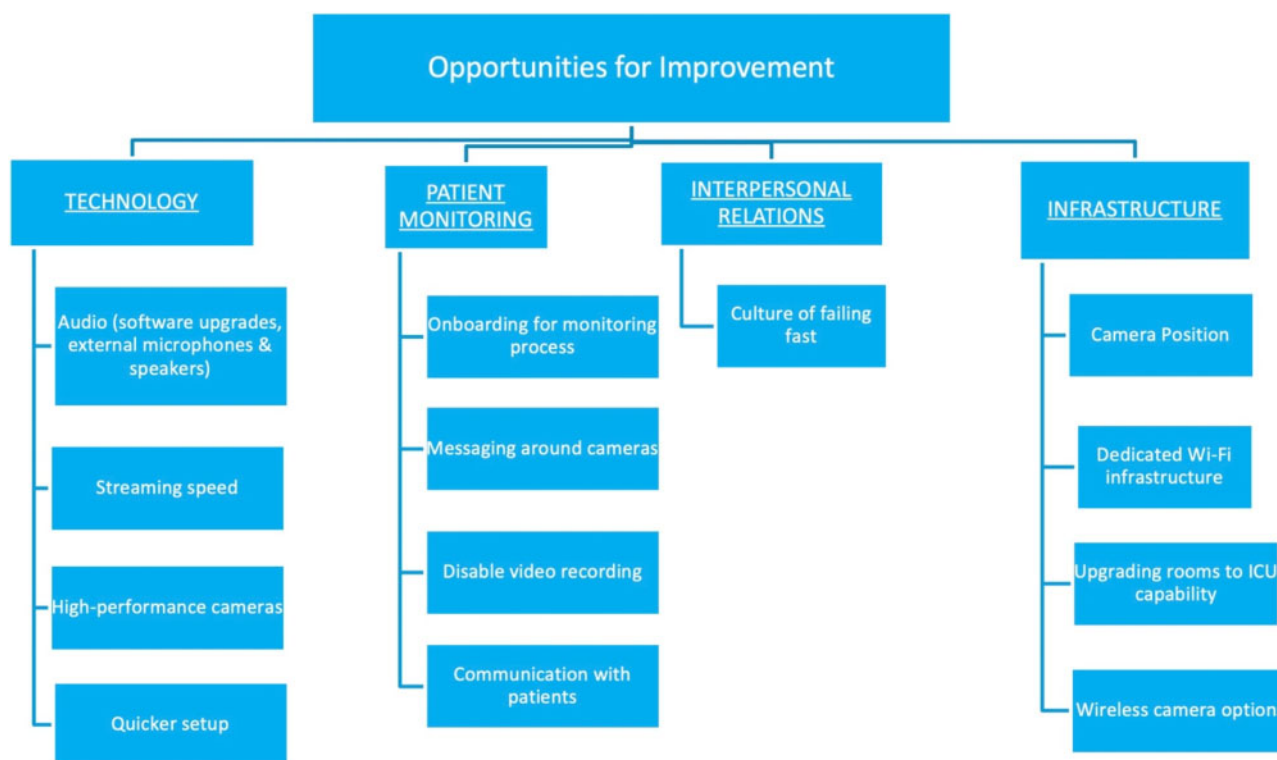 Opportunities for Improvement
TECHNOLOGY
Audio (software upgrades,
external microphones &
speakers)
Streaming speed
High-performance cameras
Quicker setup
PATIENT
MONITORING
Onboarding for monitoring
process
Messaging around cameras
Disable video recording
Communication with
patients
INTERPERSONAL
RELATIONS
Culture of failing
fast
INFRASTRUCTURE
Camera Position
Dedicated Wi-Fi
infrastructure
Upgrading rooms to ICU
capability
Wireless camera option